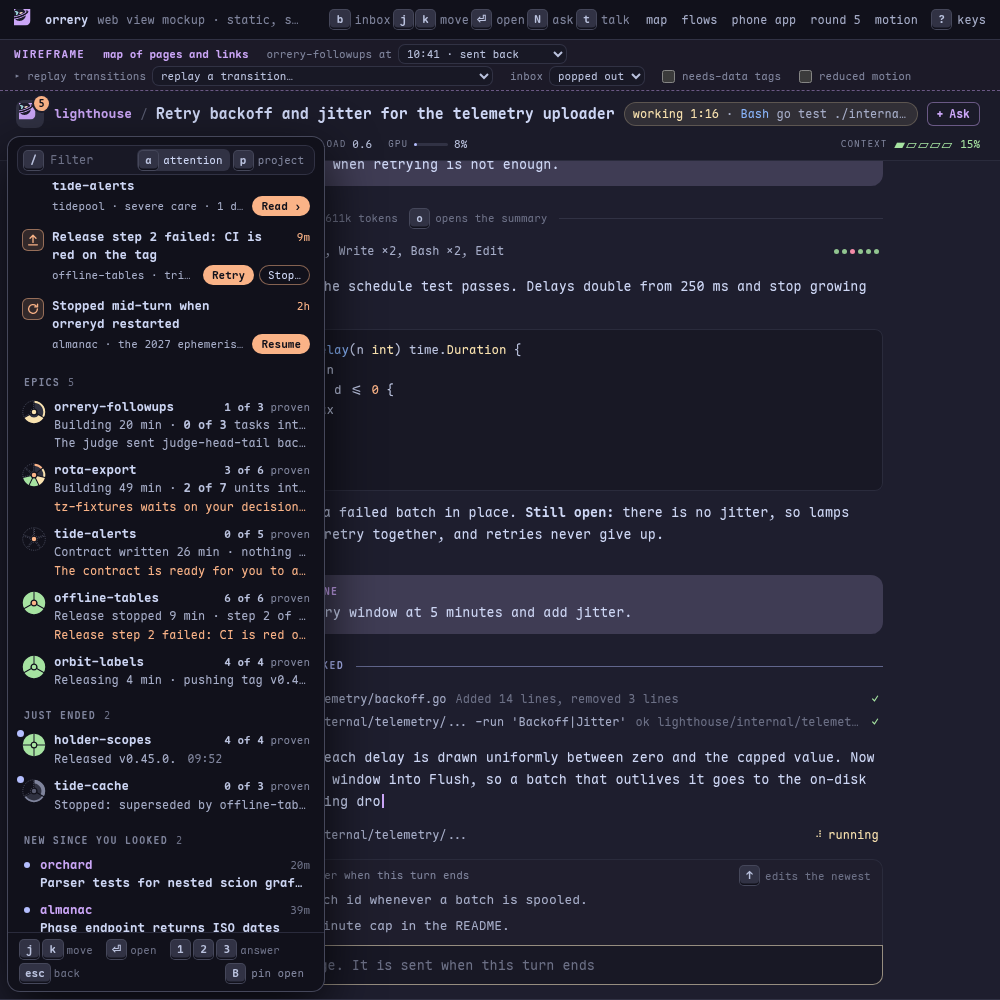 orrery web view mockup · static, s… b inbox j k move ⏎ open N ask t talk map flows phone app round 5 motion ? keys
WIREFRAME map of pages and links orrery-followups at 10:41 · sent back
▸ replay transitions replay a transition… inbox popped out needs-data tags reduced motion
5 lighthouse / Retry backoff and jitter for the telemetry uploader working 1:16 · Bash go test ./interna… + Ask
OAD 0.6 GPU 8% CONTEXT 15%
/ Filter a attention p project
tide-alerts
tidepool · severe care · 1 d… Read ›
Release step 2 failed: CI is 9m
red on the tag
offline-tables · tri… Retry Stop…
Stopped mid-turn when 2h
orreryd restarted
almanac · the 2027 ephemeris… Resume
EPICS 5
orrery-followups 1 of 3 proven
Building 20 min · 0 of 3 tasks int…
The judge sent judge-head-tail bac…
rota-export 3 of 6 proven
Building 49 min · 2 of 7 units int…
tz-fixtures waits on your decision…
tide-alerts 0 of 5 proven
Contract written 26 min · nothing …
The contract is ready for you to a…
offline-tables 6 of 6 proven
Release stopped 9 min · step 2 of …
Release step 2 failed: CI is red o…
orbit-labels 4 of 4 proven
Releasing 4 min · pushing tag v0.4…
JUST ENDED 2
holder-scopes 4 of 4 proven
Released v0.45.0. 09:52
tide-cache 0 of 3 proven
Stopped: superseded by offline-tab…
NEW SINCE YOU LOOKED 2
orchard 20m
Parser tests for nested scion graf…
almanac 39m
Phase endpoint returns ISO dates
j k move ⏎ open 1 2 3 answer
esc back B pin open
when retrying is not enough.
611k tokens o opens the summary
, Write ×2, Bash ×2, Edit
he schedule test passes. Delays double from 250 ms and stop growing
lay(n int) time.Duration {
n
d <= 0 {
x
a failed batch in place. Still open: there is no jitter, so lamps
retry together, and retries never give up.
NE
ry window at 5 minutes and add jitter.
KED
emetry/backoff.go Added 14 lines, removed 3 lines ✓
ternal/telemetry/... -run 'Backoff|Jitter' ok lighthouse/internal/telemet… ✓
each delay is drawn uniformly between zero and the capped value. Now
window into Flush, so a batch that outlives it goes to the on-disk
ing dro
ternal/telemetry/... running
er when this turn ends ↑ edits the newest
ch id whenever a batch is spooled.
inute cap in the README.
ge. It is sent when this turn ends